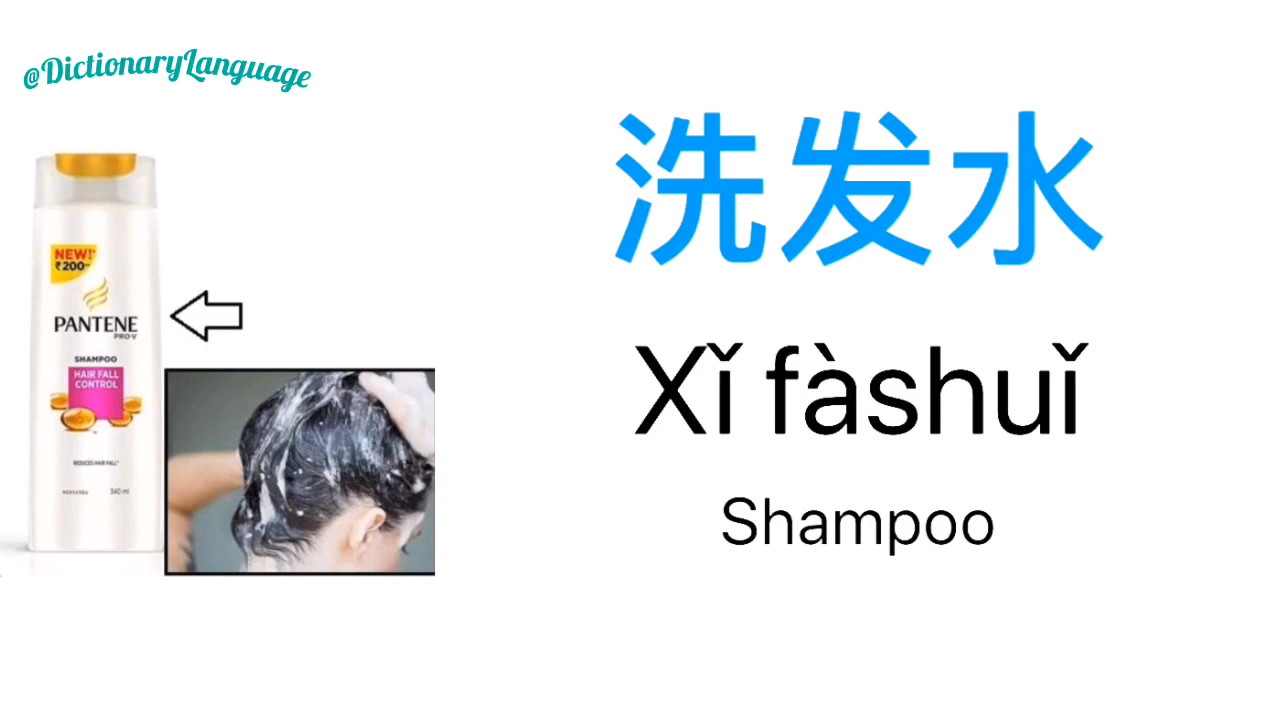 @DictionaryLanguage
洗发水
Xǐ fàshuǐ
Shampoo
NEW!*
₹200
PANTENE
PRO-V
SHAMPOO
HAIR FALL
CONTROL
PRO-V
REDUCES HAIR FALL*
340 ml